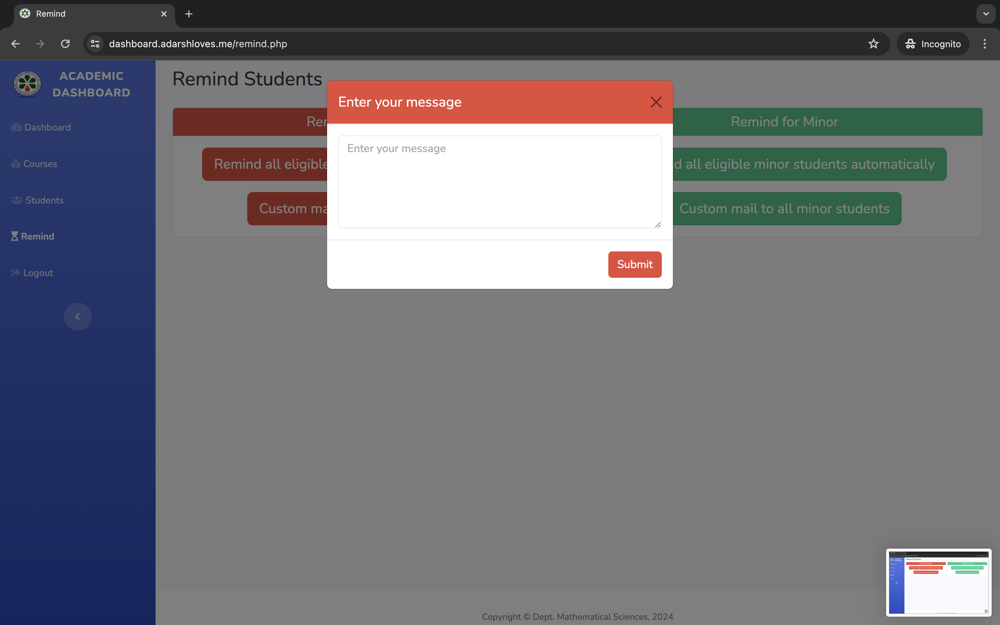 Remind
dashboard.adarshloves.me/remind.php
Incognito
ACADEMIC
DASHBOARD
Dashboard
Courses
Students
Remind
Logout
Remind Students
Enter your message
Enter your message
Submit
Remind all eligible
Custom
Remind for Minor
all eligible minor students automatically
Custom mail to all minor students
Copyright © Dept. Mathematical Sciences, 2024